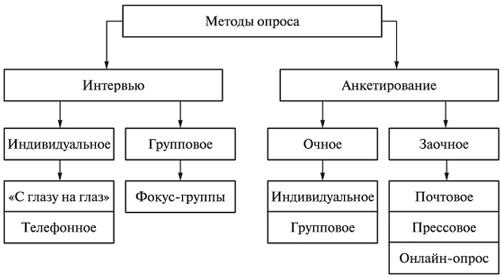 Методы опроса
Интервью
Анкетирование
Индивидуальное
Групповое
Очное
Заочное
«С глазу на глаз»
Телефонное
Фокус-группы
Индивидуальное
Групповое
Почтовое
Прессовое
Онлайн-опрос